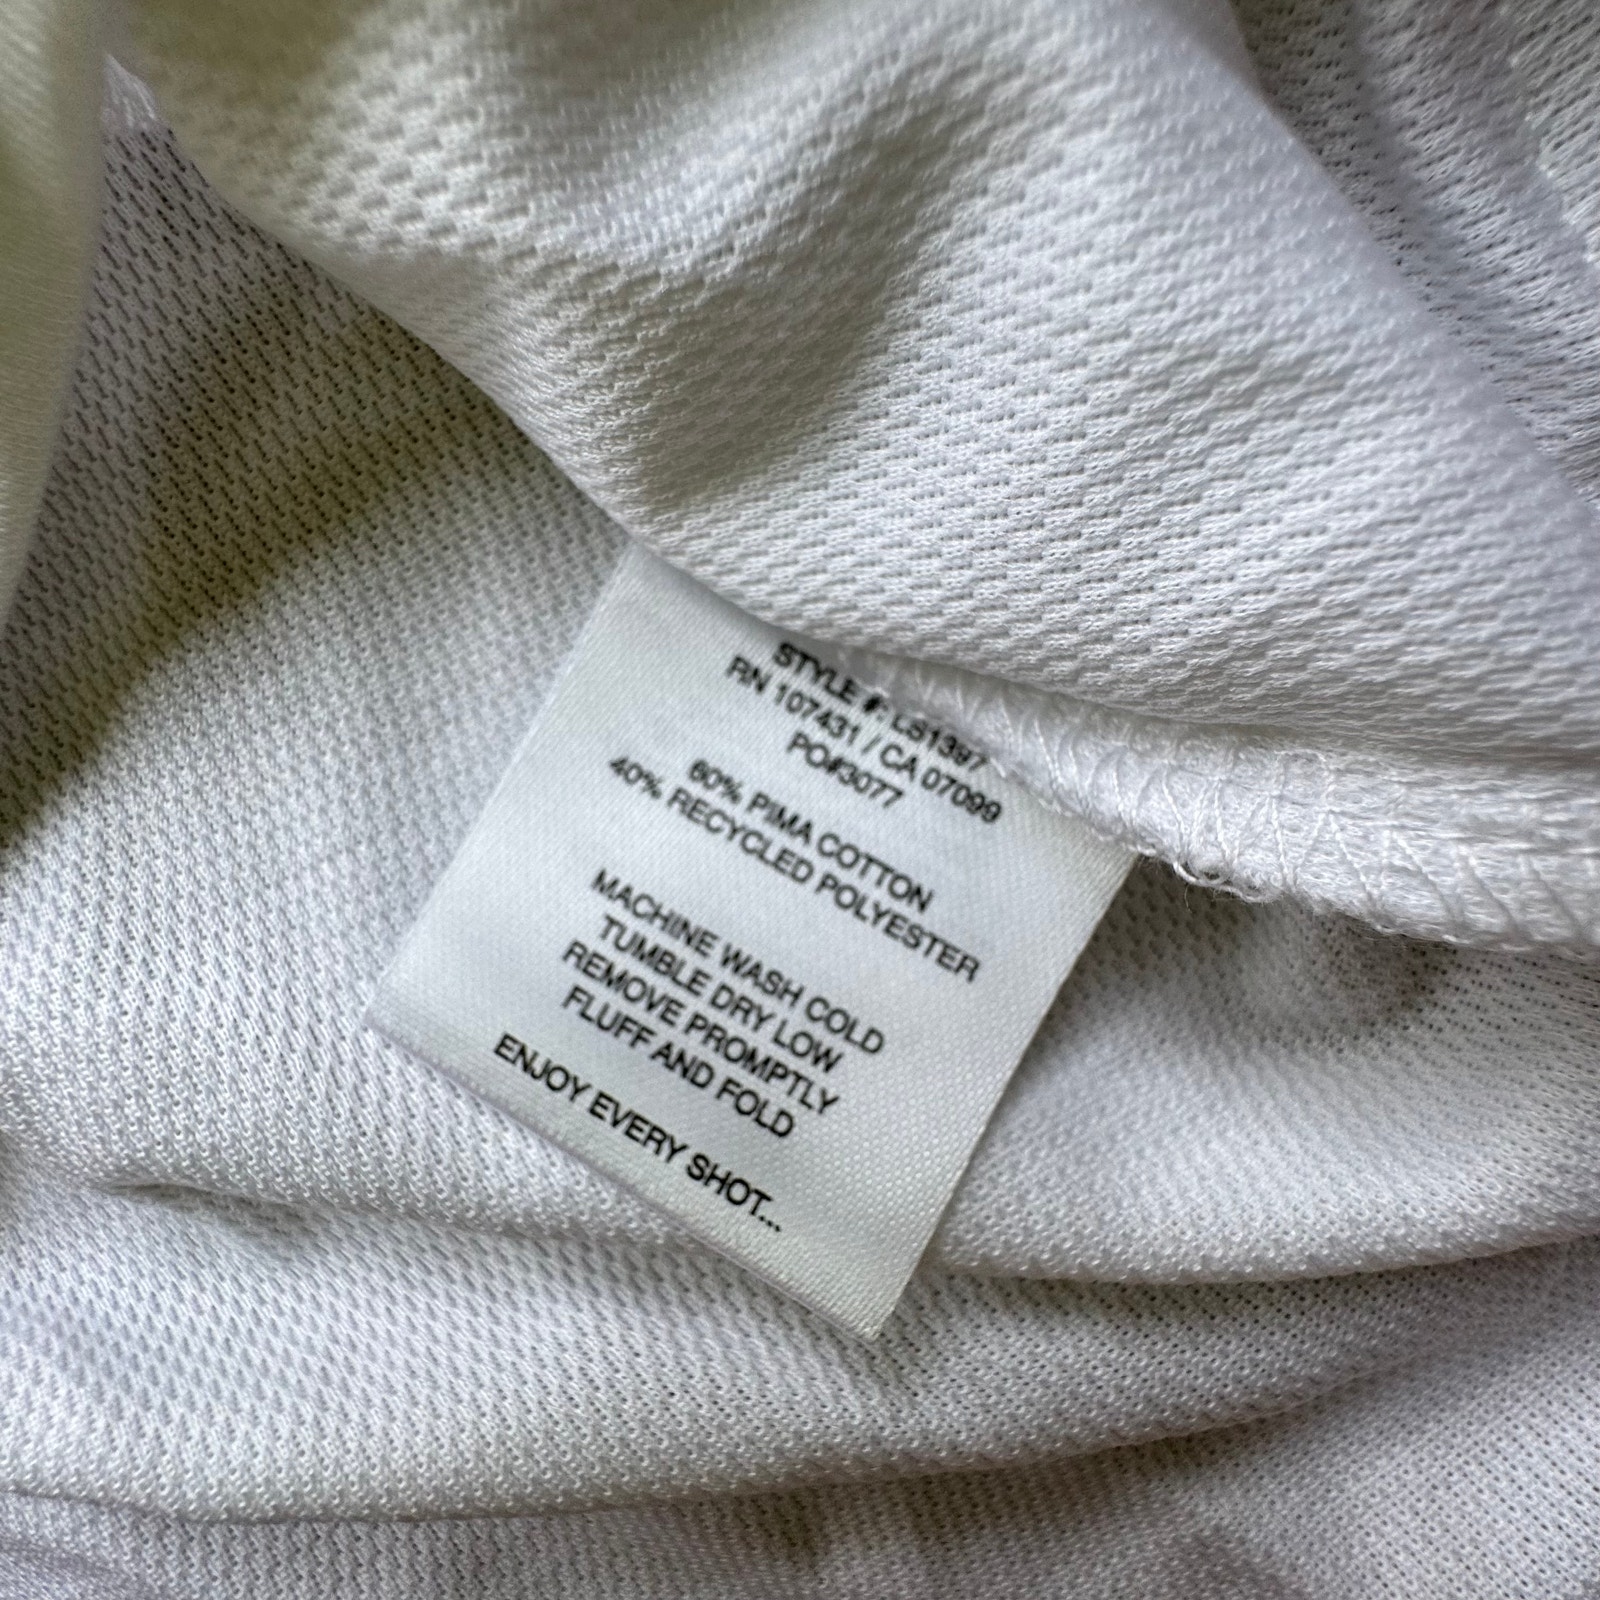 STYLE #: LS1397
RN 107431 / CA 07099
PO#3077
60% PIMA COTTON
40% RECYCLED POLYESTER
MACHINE WASH COLD
TUMBLE DRY LOW
REMOVE PROMPTLY
FLUFF AND FOLD
ENJOY EVERY SHOT...